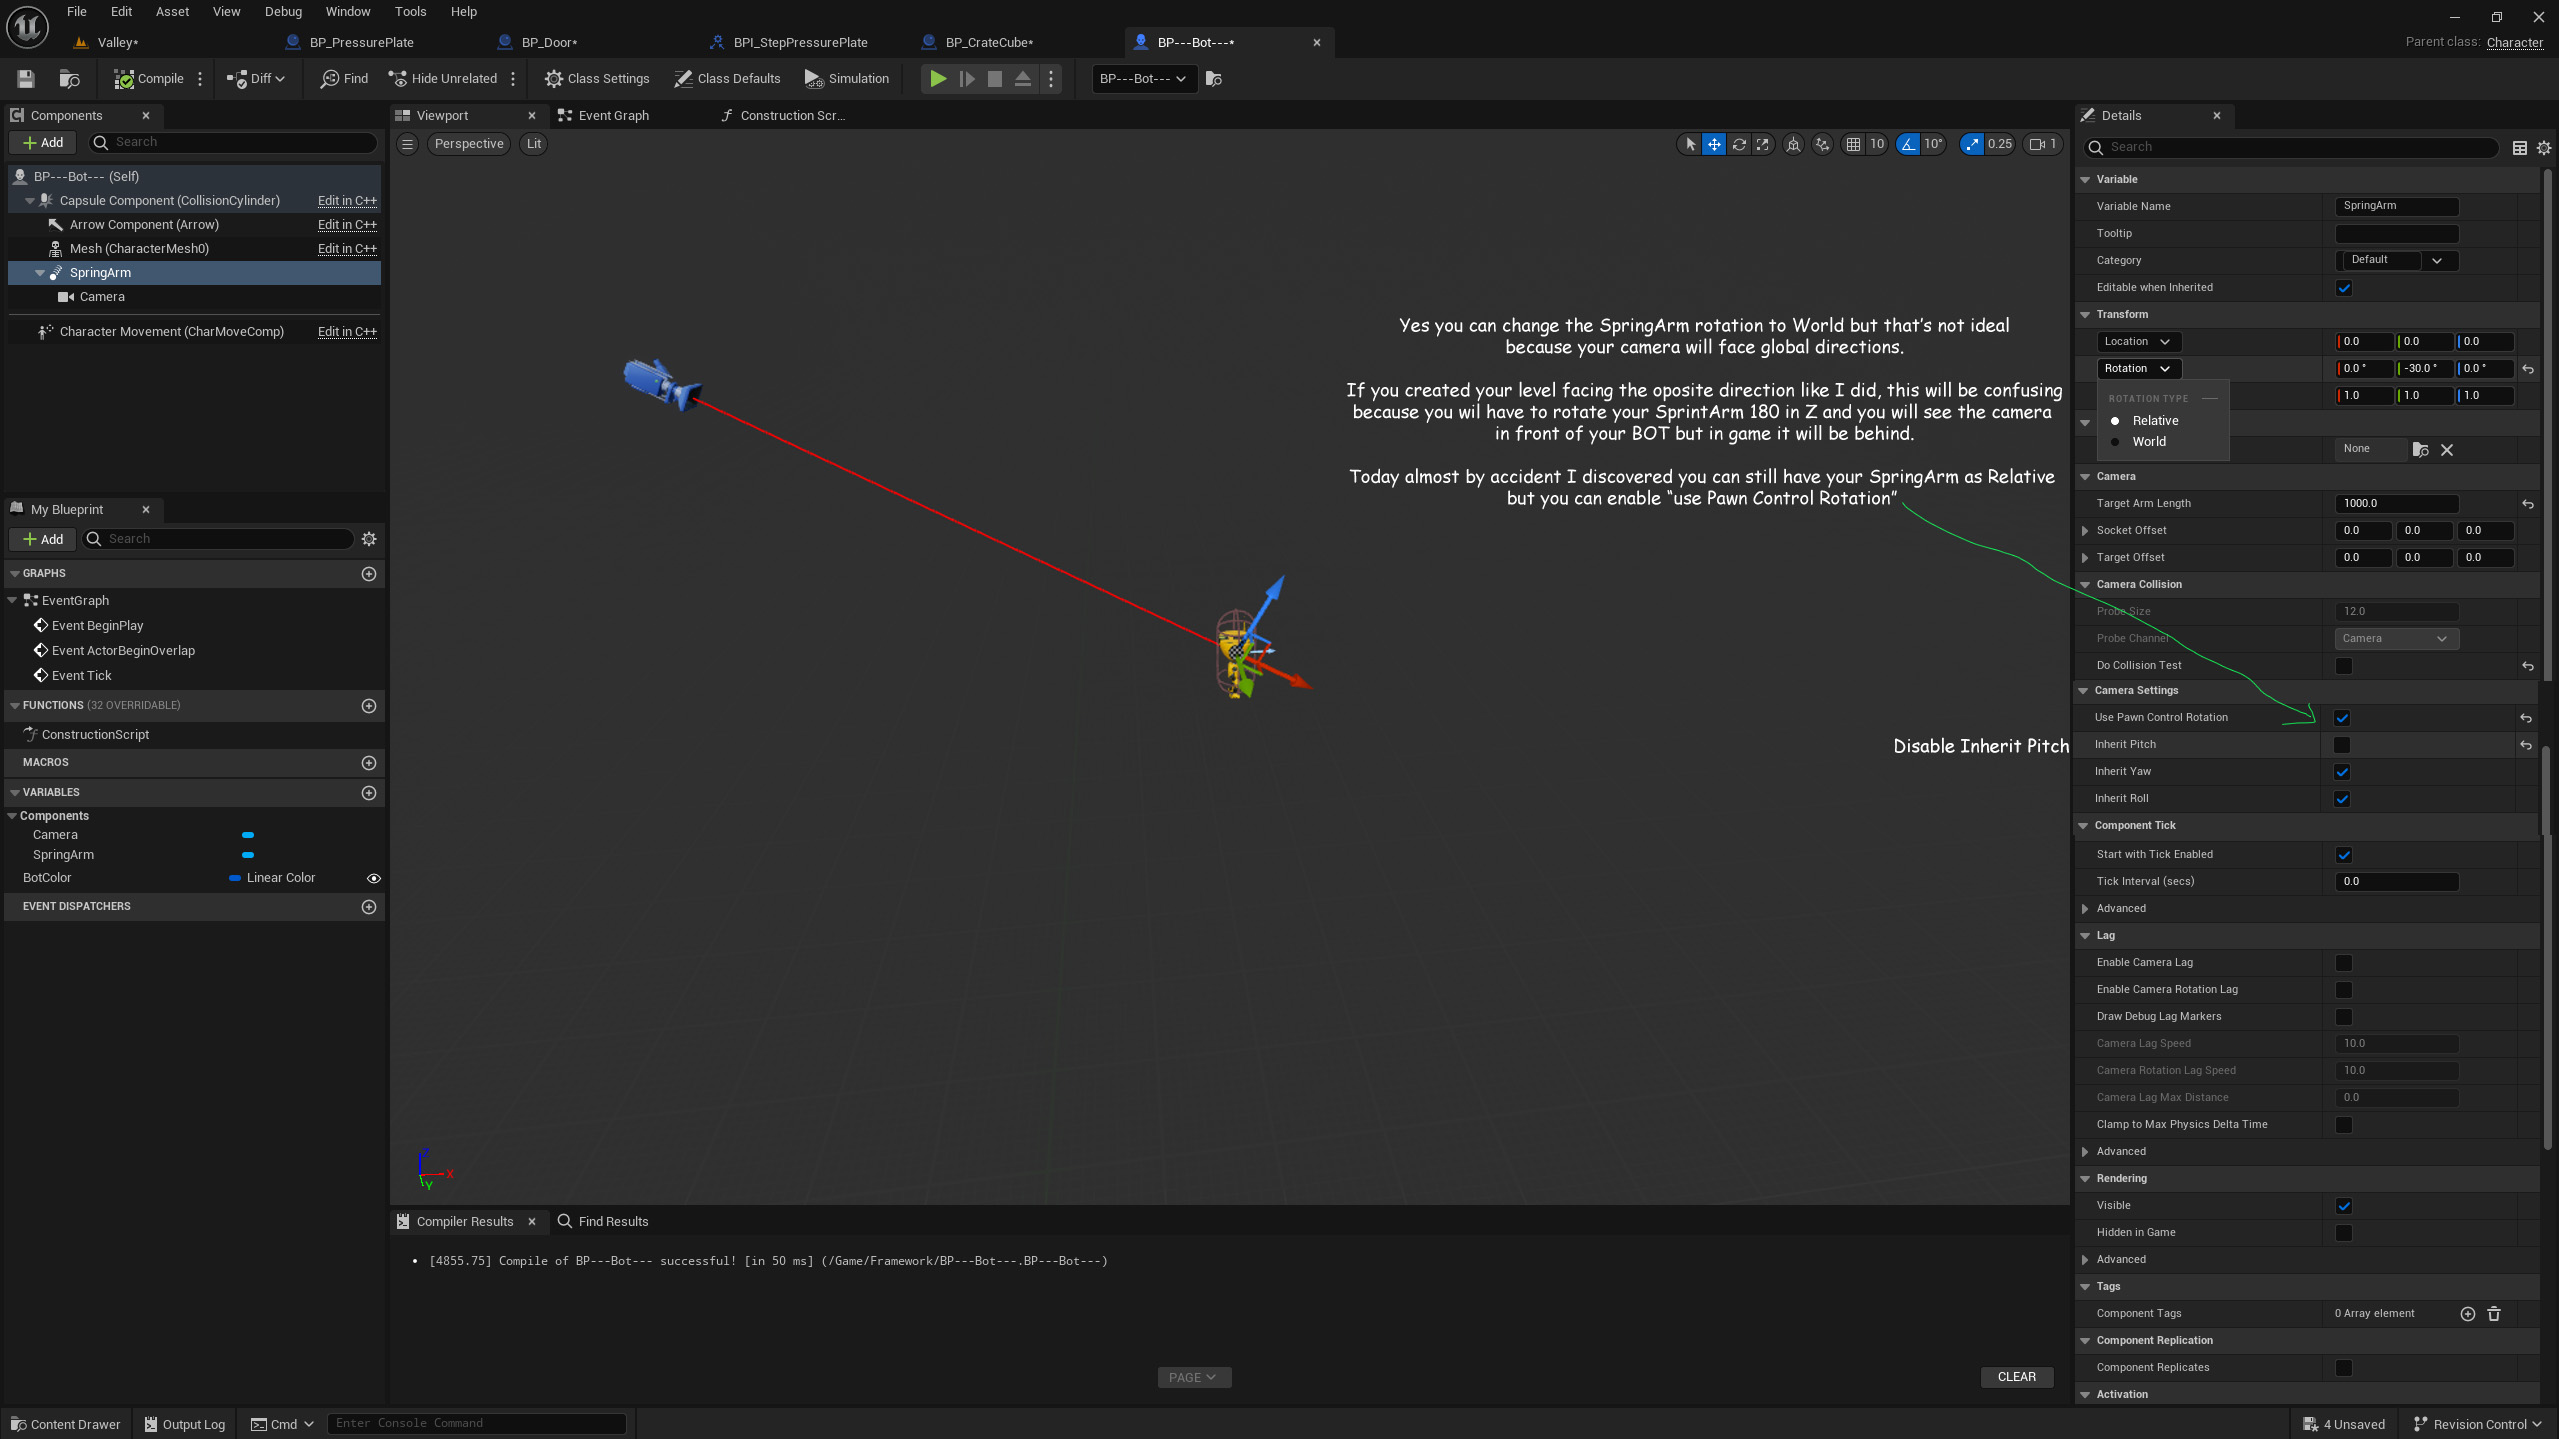 File Edit Asset View Debug Window Tools Help
Valley* BP_PressurePlate BP_Door* BPI_StepPressurePlate BP_CrateCube* BP---Bot---*
Parent class: Character
Compile Diff Find Hide Unrelated Class Settings Class Defaults Simulation BP---Bot---
Components
Add Search
BP---Bot--- (Self)
Capsule Component (CollisionCylinder) Edit in C++
Arrow Component (Arrow) Edit in C++
Mesh (CharacterMesh0) Edit in C++
SpringArm
Camera
Character Movement (CharMoveComp) Edit in C++
My Blueprint
Add Search
GRAPHS
EventGraph
Event BeginPlay
Event ActorBeginOverlap
Event Tick
FUNCTIONS (32 OVERRIDABLE)
ConstructionScript
MACROS
VARIABLES
Components
Camera
SpringArm
BotColor Linear Color
EVENT DISPATCHERS
Viewport Event Graph Construction Scr...
Perspective Lit
10 10° 0.25 1
Yes you can change the SpringArm rotation to World but that's not ideal
because your camera will face global directions.
If you created your level facing the oposite direction like I did, this will be confusing
because you wil have to rotate your SprintArm 180 in Z and you will see the camera
in front of your BOT but in game it will be behind.
Today almost by accident I discovered you can still have your SpringArm as Relative
but you can enable “use Pawn Control Rotation”
Disable Inherit Pitch
Z
X
Y
Compiler Results Find Results
[4855.75] Compile of BP---Bot--- successful! [in 50 ms] (/Game/Framework/BP---Bot---.BP---Bot---)
PAGE CLEAR
Details
Search
Variable
Variable Name SpringArm
Tooltip
Category Default
Editable when Inherited
Transform
Location 0.0 0.0 0.0
Rotation 0.0 ° -30.0 ° 0.0 °
1.0 1.0 1.0
ROTATION TYPE
Relative
World
None
Camera
Target Arm Length 1000.0
Socket Offset 0.0 0.0 0.0
Target Offset 0.0 0.0 0.0
Camera Collision
Probe Size 12.0
Probe Channel Camera
Do Collision Test
Camera Settings
Use Pawn Control Rotation
Inherit Pitch
Inherit Yaw
Inherit Roll
Component Tick
Start with Tick Enabled
Tick Interval (secs) 0.0
Advanced
Lag
Enable Camera Lag
Enable Camera Rotation Lag
Draw Debug Lag Markers
Camera Lag Speed 10.0
Camera Rotation Lag Speed 10.0
Camera Lag Max Distance 0.0
Clamp to Max Physics Delta Time
Advanced
Rendering
Visible
Hidden in Game
Advanced
Tags
Component Tags 0 Array element
Component Replication
Component Replicates
Activation
Content Drawer Output Log Cmd Enter Console Command 4 Unsaved Revision Control